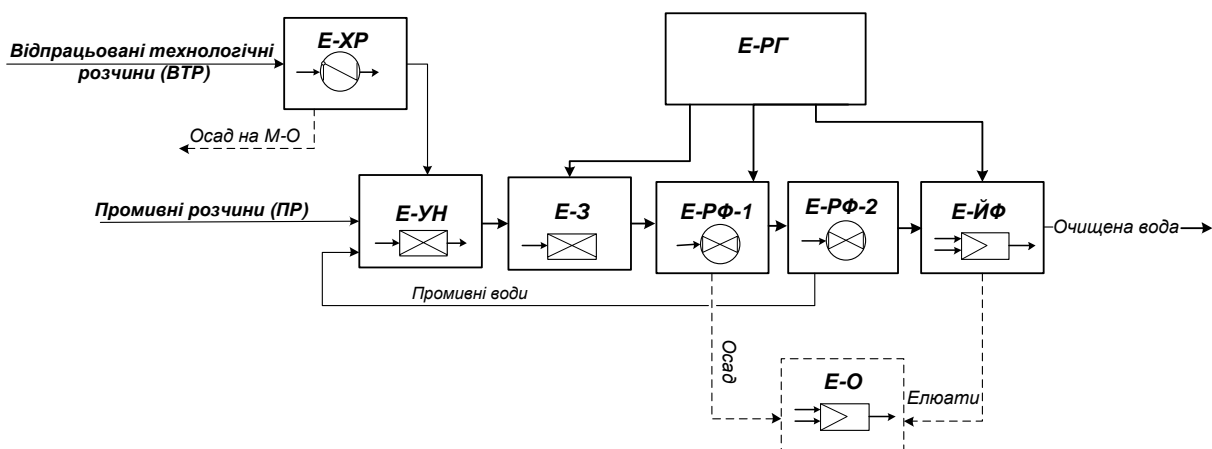 Е-ХР
Е-РГ
Відпрацьовані технологічні
розчини (ВТР)
Осад на М-О
Промивні розчини (ПР)
Е-УН
Е-З
Е-РФ-1
Е-РФ-2
Е-ЙФ
Очищена вода
Промивні води
Осад
Е-О
Елюати